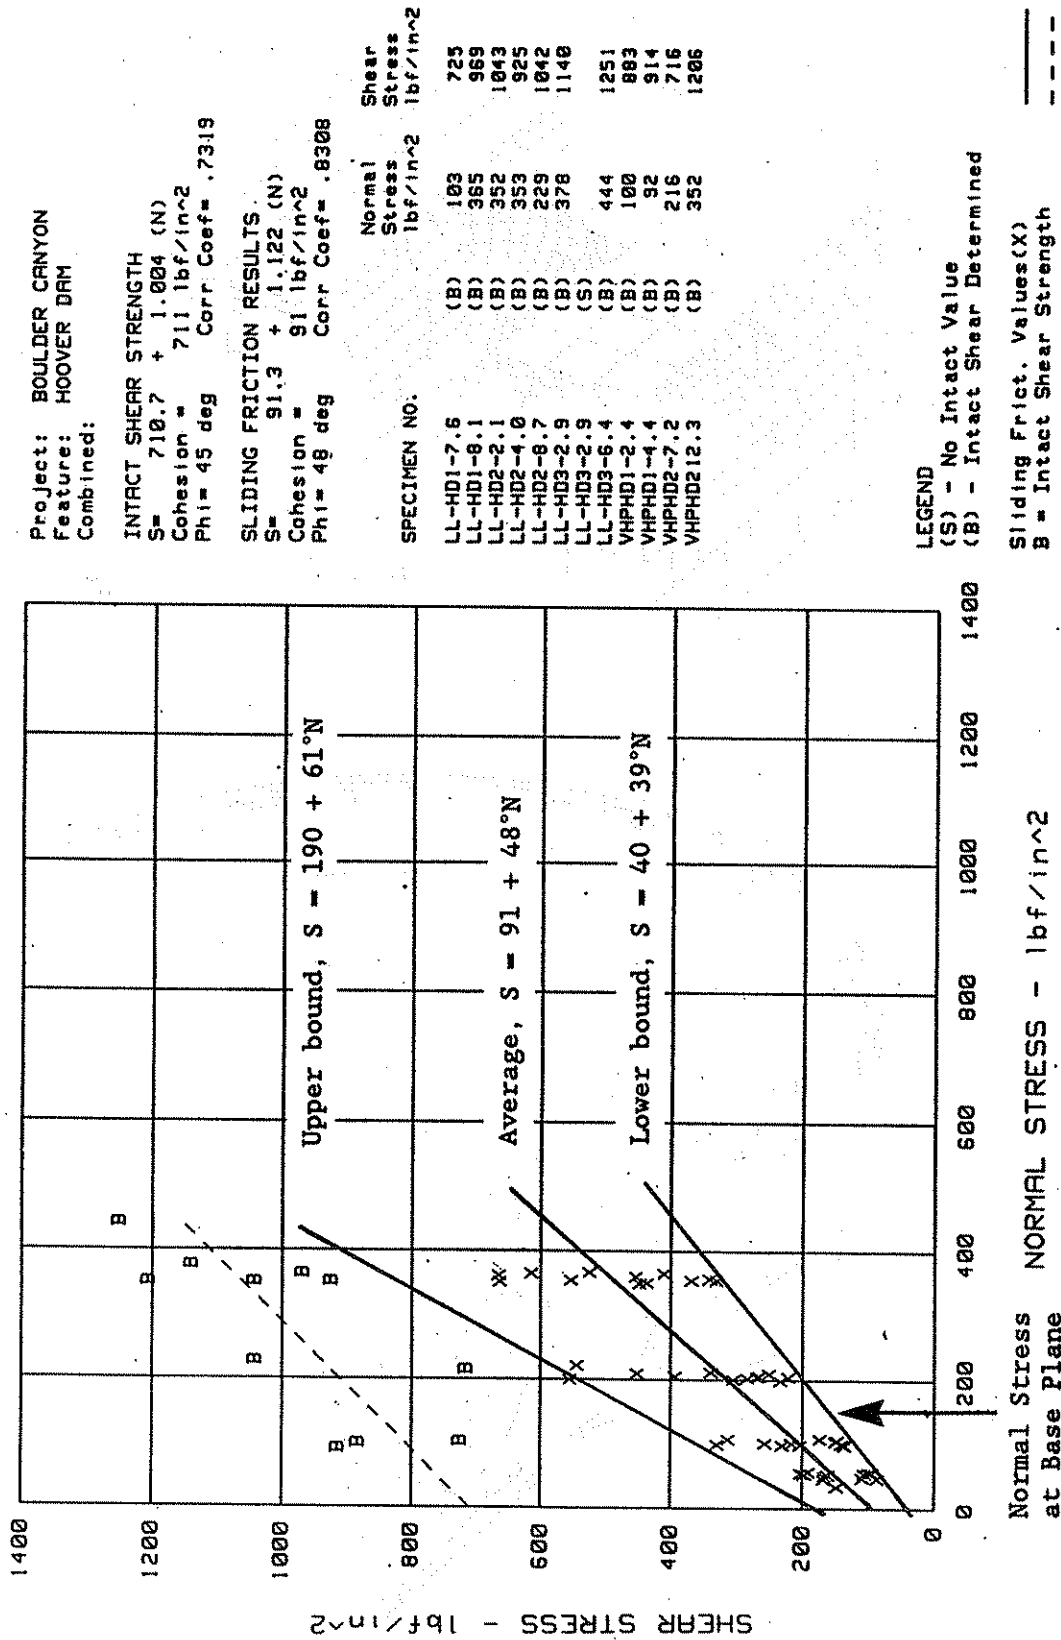 Project: BOULDER CANYON
Feature: HOOVER DAM
Combined:
INTACT SHEAR STRENGTH
S= 710.7 + 1.004 (N)
Cohesion = 711 lbf/in^2
Phi= 45 deg Corr Coef= .7319
SLIDING FRICTION RESULTS
S= 91.3 + 1.122 (N)
Cohesion = 91 lbf/in^2
Phi= 48 deg Corr Coef= .8308
Normal Shear
Stress Stress
SPECIMEN NO. lbf/in^2 lbf/in^2
LL-HD1-7.6 (B) 103 725
LL-HD1-8.1 (B) 365 969
LL-HD2-2.1 (B) 352 1043
LL-HD2-4.0 (B) 353 925
LL-HD2-8.7 (B) 229 1042
LL-HD3-2.9 (B) 378 1140
LL-HD3-2.9 (S)
LL-HD3-6.4 (B) 444 1251
VHPHD1-2.4 (B) 100 883
VHPHD1-4.4 (B) 92 914
VHPHD2-7.2 (B) 216 716
VHPHD212.3 (B) 352 1206
LEGEND
(S) - No Intact Value
(B) - Intact Shear Determined
Sliding Frict. Values(X)
B = Intact Shear Strength
SHEAR STRESS - lbf/in^2
1400
1200
1000
800
600
400
200
0
Upper bound, S = 190 + 61°N
Average, S = 91 + 48°N
Lower bound, S = 40 + 39°N
0 200 400 600 800 1000 1200 1400
NORMAL STRESS - lbf/in^2
Normal Stress
at Base Plane